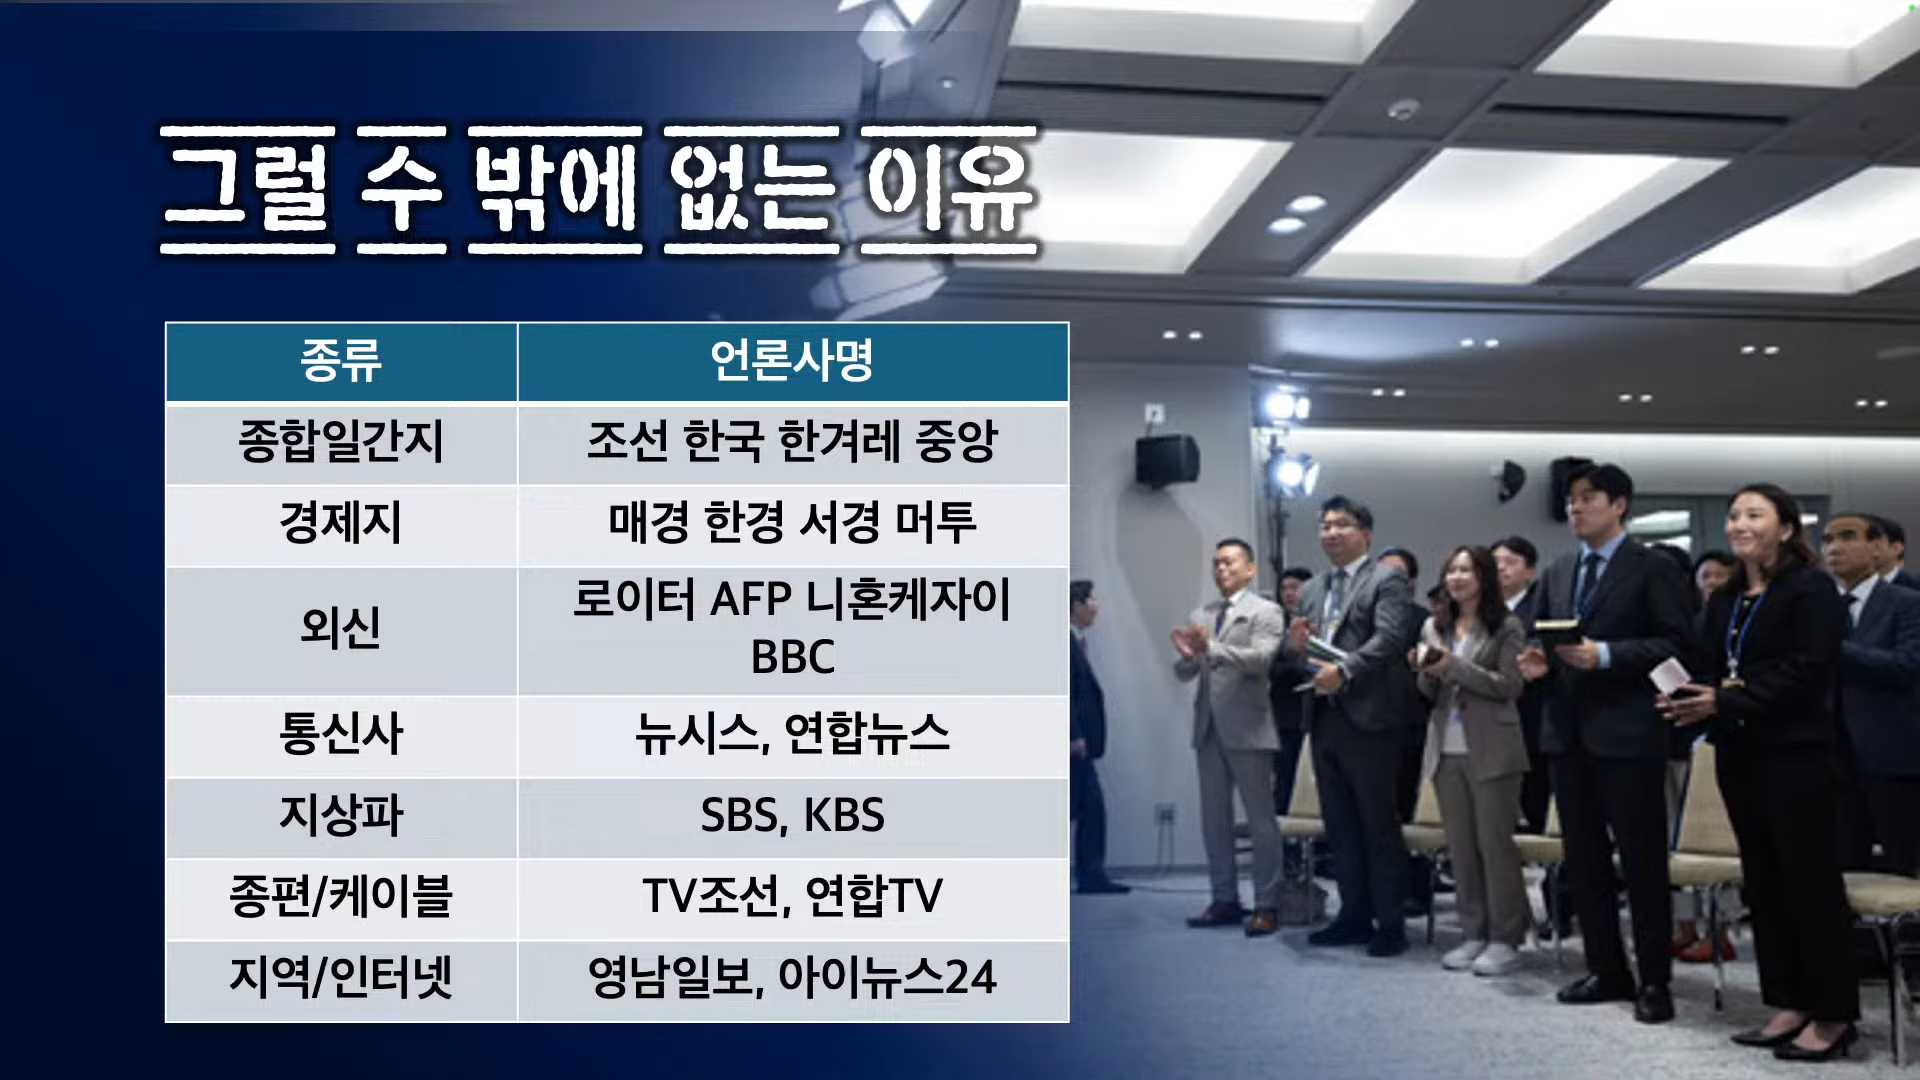 그럴 수 밖에 없는 이유
종류 언론사명
종합일간지 조선 한국 한겨레 중앙
경제지 매경 한경 서경 머투
외신 로이터 AFP 니혼케자이
BBC
통신사 뉴시스, 연합뉴스
지상파 SBS, KBS
종편/케이블 TV조선, 연합TV
지역/인터넷 영남일보, 아이뉴스24